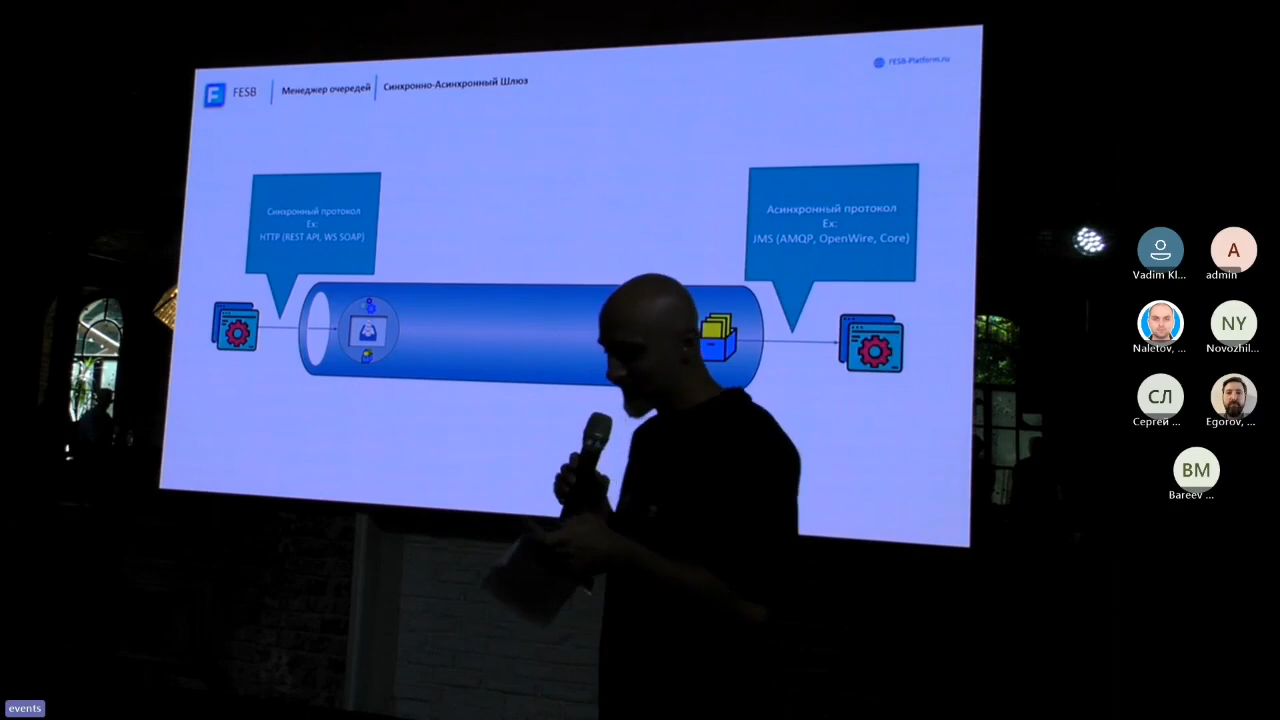 FESB
Менеджер очередей
Синхронно-Асинхронный Шлюз
FESB-Platform.ru
Синхронный протокол
Ex:
HTTP (REST API, WS SOAP)
Асинхронный протокол
Ex:
JMS (AMQP, OpenWire, Core)
Vadim Kl...
A
admin
Naletov, ...
NY
Novozhil...
СЛ
Сергей ...
Egorov, ...
BM
Bareev ...
events